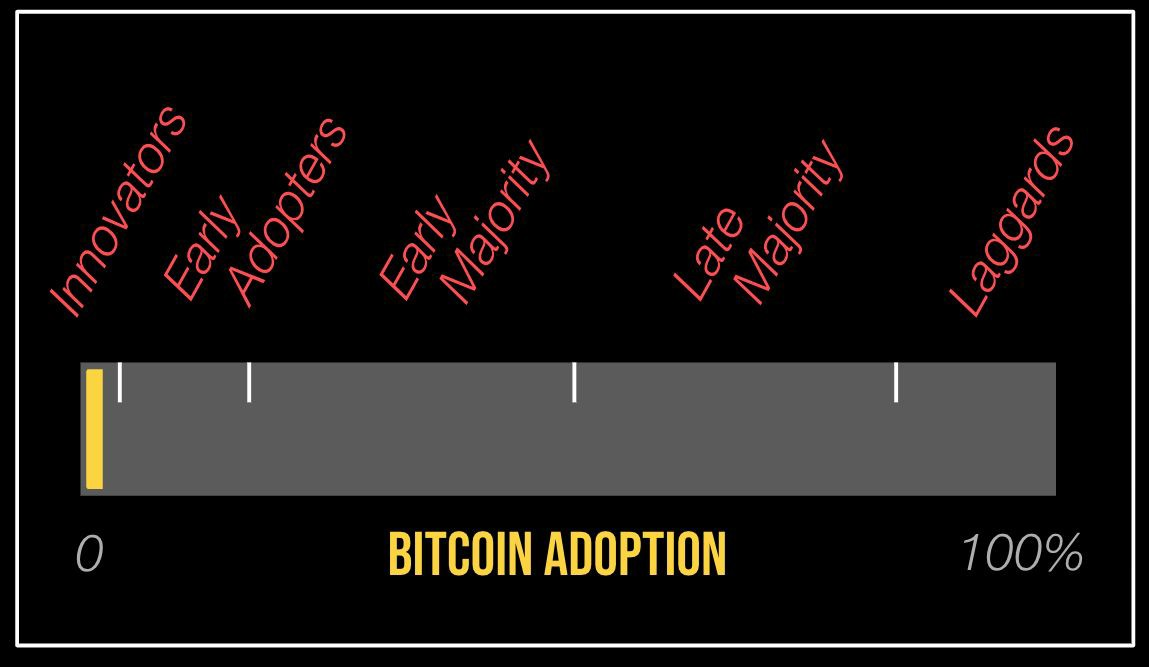 Innovators
Early
Adopters
Early
Majority
Late
Majority
Laggards
0
BITCOIN ADOPTION
100%